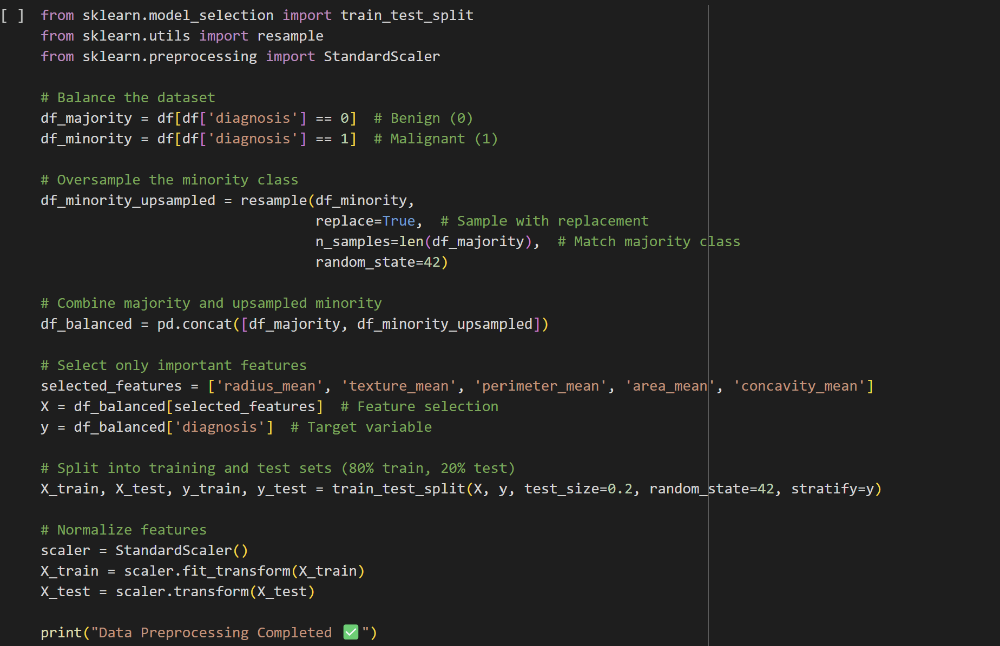 [ ] from sklearn.model_selection import train_test_split
from sklearn.utils import resample
from sklearn.preprocessing import StandardScaler
# Balance the dataset
df_majority = df[df['diagnosis'] == 0]  # Benign (0)
df_minority = df[df['diagnosis'] == 1]  # Malignant (1)
# Oversample the minority class
df_minority_upsampled = resample(df_minority,
                                 replace=True,  # Sample with replacement
                                 n_samples=len(df_majority),  # Match majority class
                                 random_state=42)
# Combine majority and upsampled minority
df_balanced = pd.concat([df_majority, df_minority_upsampled])
# Select only important features
selected_features = ['radius_mean', 'texture_mean', 'perimeter_mean', 'area_mean', 'concavity_mean']
X = df_balanced[selected_features]  # Feature selection
y = df_balanced['diagnosis']  # Target variable
# Split into training and test sets (80% train, 20% test)
X_train, X_test, y_train, y_test = train_test_split(X, y, test_size=0.2, random_state=42, stratify=y)
# Normalize features
scaler = StandardScaler()
X_train = scaler.fit_transform(X_train)
X_test = scaler.transform(X_test)
print("Data Preprocessing Completed ✅")